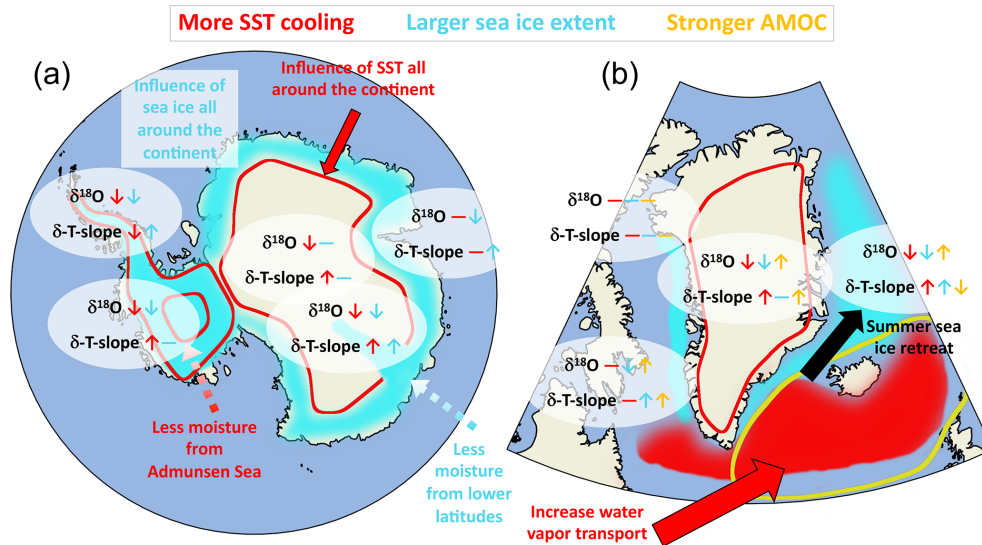 More SST cooling Larger sea ice extent Stronger AMOC
(a)
Influence of
sea ice all
around the
continent
Influence of SST all
around the continent
δ¹⁸O ↓ ↓
δ-T-slope ↓ ↑
δ¹⁸O — ↓
δ-T-slope — ↑
δ¹⁸O ↓ —
δ-T-slope ↑ —
δ¹⁸O ↓ ↓
δ-T-slope ↑ —
δ¹⁸O ↓ ↓
δ-T-slope ↑ ↑
Less moisture
from
Admunsen Sea
Less
moisture
from lower
latitudes
(b)
δ¹⁸O — — —
δ-T-slope — — —
δ¹⁸O ↓ ↓ ↑
δ-T-slope ↑ — ↑
δ¹⁸O ↓ ↓ ↑
δ-T-slope ↑ ↑ ↓
Summer sea
ice retreat
δ¹⁸O — ↓ ↑
δ-T-slope — ↑ ↑
Increase water
vapor transport